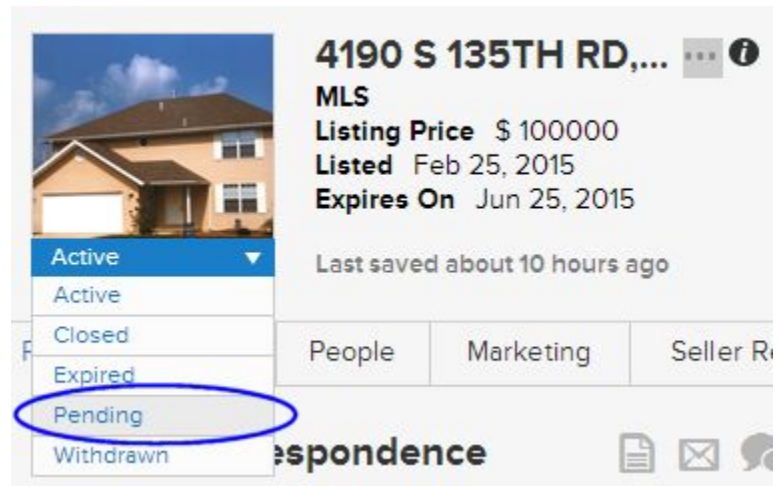 4190 S 135TH RD,...
MLS
Listing Price $ 100000
Listed Feb 25, 2015
Expires On Jun 25, 2015
Last saved about 10 hours ago
Active
Active
Closed
Expired
Pending
Withdrawn
People Marketing Seller Re
espondence